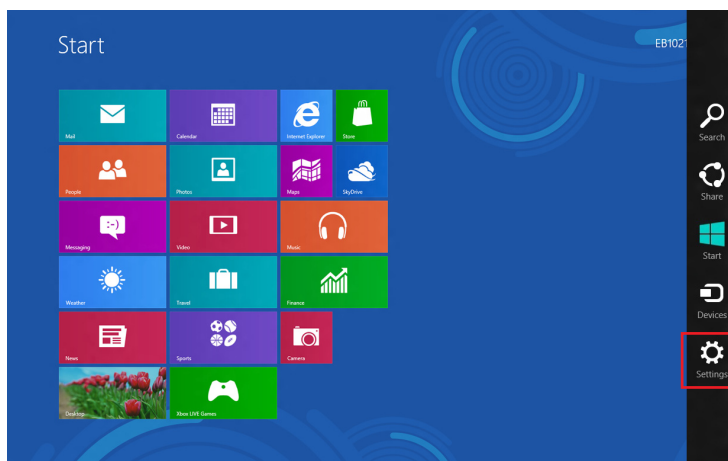 Start
EB1021
Mail
Calendar
Internet Explorer
Store
People
Photos
Maps
SkyDrive
Messaging
:-)
Video
Music
Weather
Travel
Finance
News
Sports
Camera
Desktop
Xbox LIVE Games
Search
Share
Start
Devices
Settings